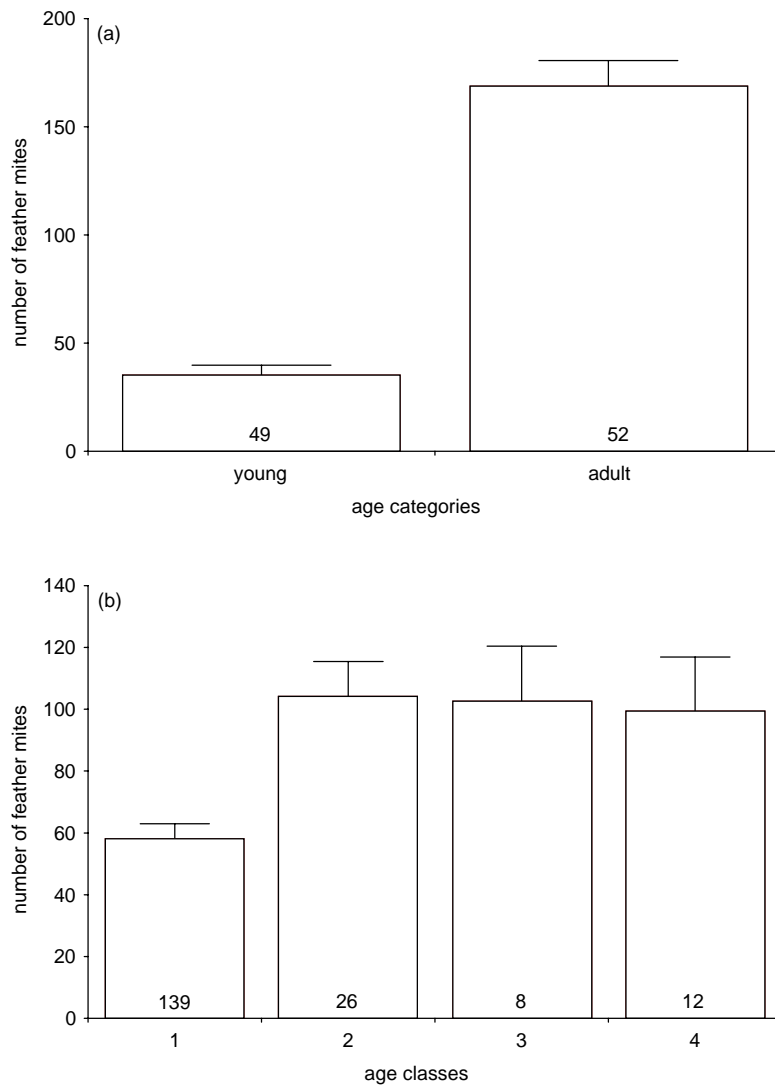 (a)
number of feather mites
200
150
100
50
0
49
52
young
adult
age categories
(b)
number of feather mites
140
120
100
80
60
40
20
0
139
26
8
12
1
2
3
4
age classes